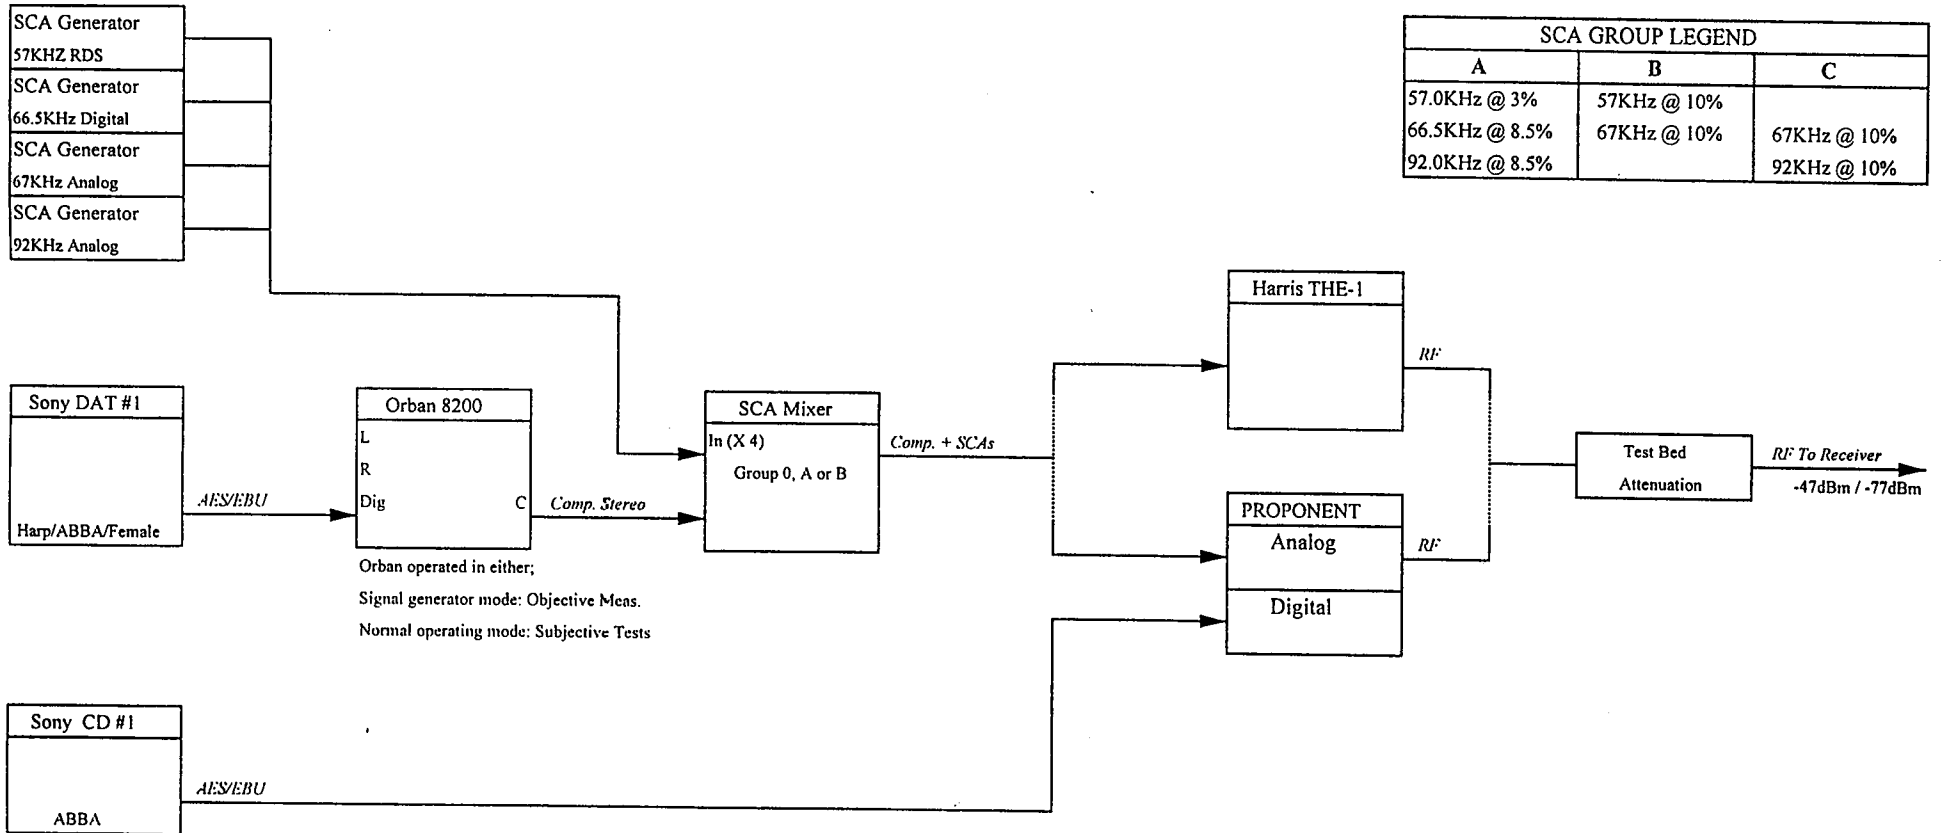 SCA Generator
57KHZ RDS
SCA Generator
66.5KHz Digital
SCA Generator
67KHz Analog
SCA Generator
92KHz Analog
SCA GROUP LEGEND
A B C
57.0KHz @ 3% 57KHz @ 10%
66.5KHz @ 8.5% 67KHz @ 10% 67KHz @ 10%
92.0KHz @ 8.5% 92KHz @ 10%
Sony DAT #1
Harp/ABBA/Female
AES/EBU
Orban 8200
L
R
Dig
C
Comp. Stereo
Orban operated in either;
Signal generator mode: Objective Meas.
Normal operating mode: Subjective Tests
SCA Mixer
In (X 4)
Group 0, A or B
Comp. + SCAs
Harris THE-1
RF
PROPONENT
Analog
Digital
RF
Test Bed
Attenuation
RF To Receiver
-47dBm / -77dBm
Sony CD #1
ABBA
AES/EBU